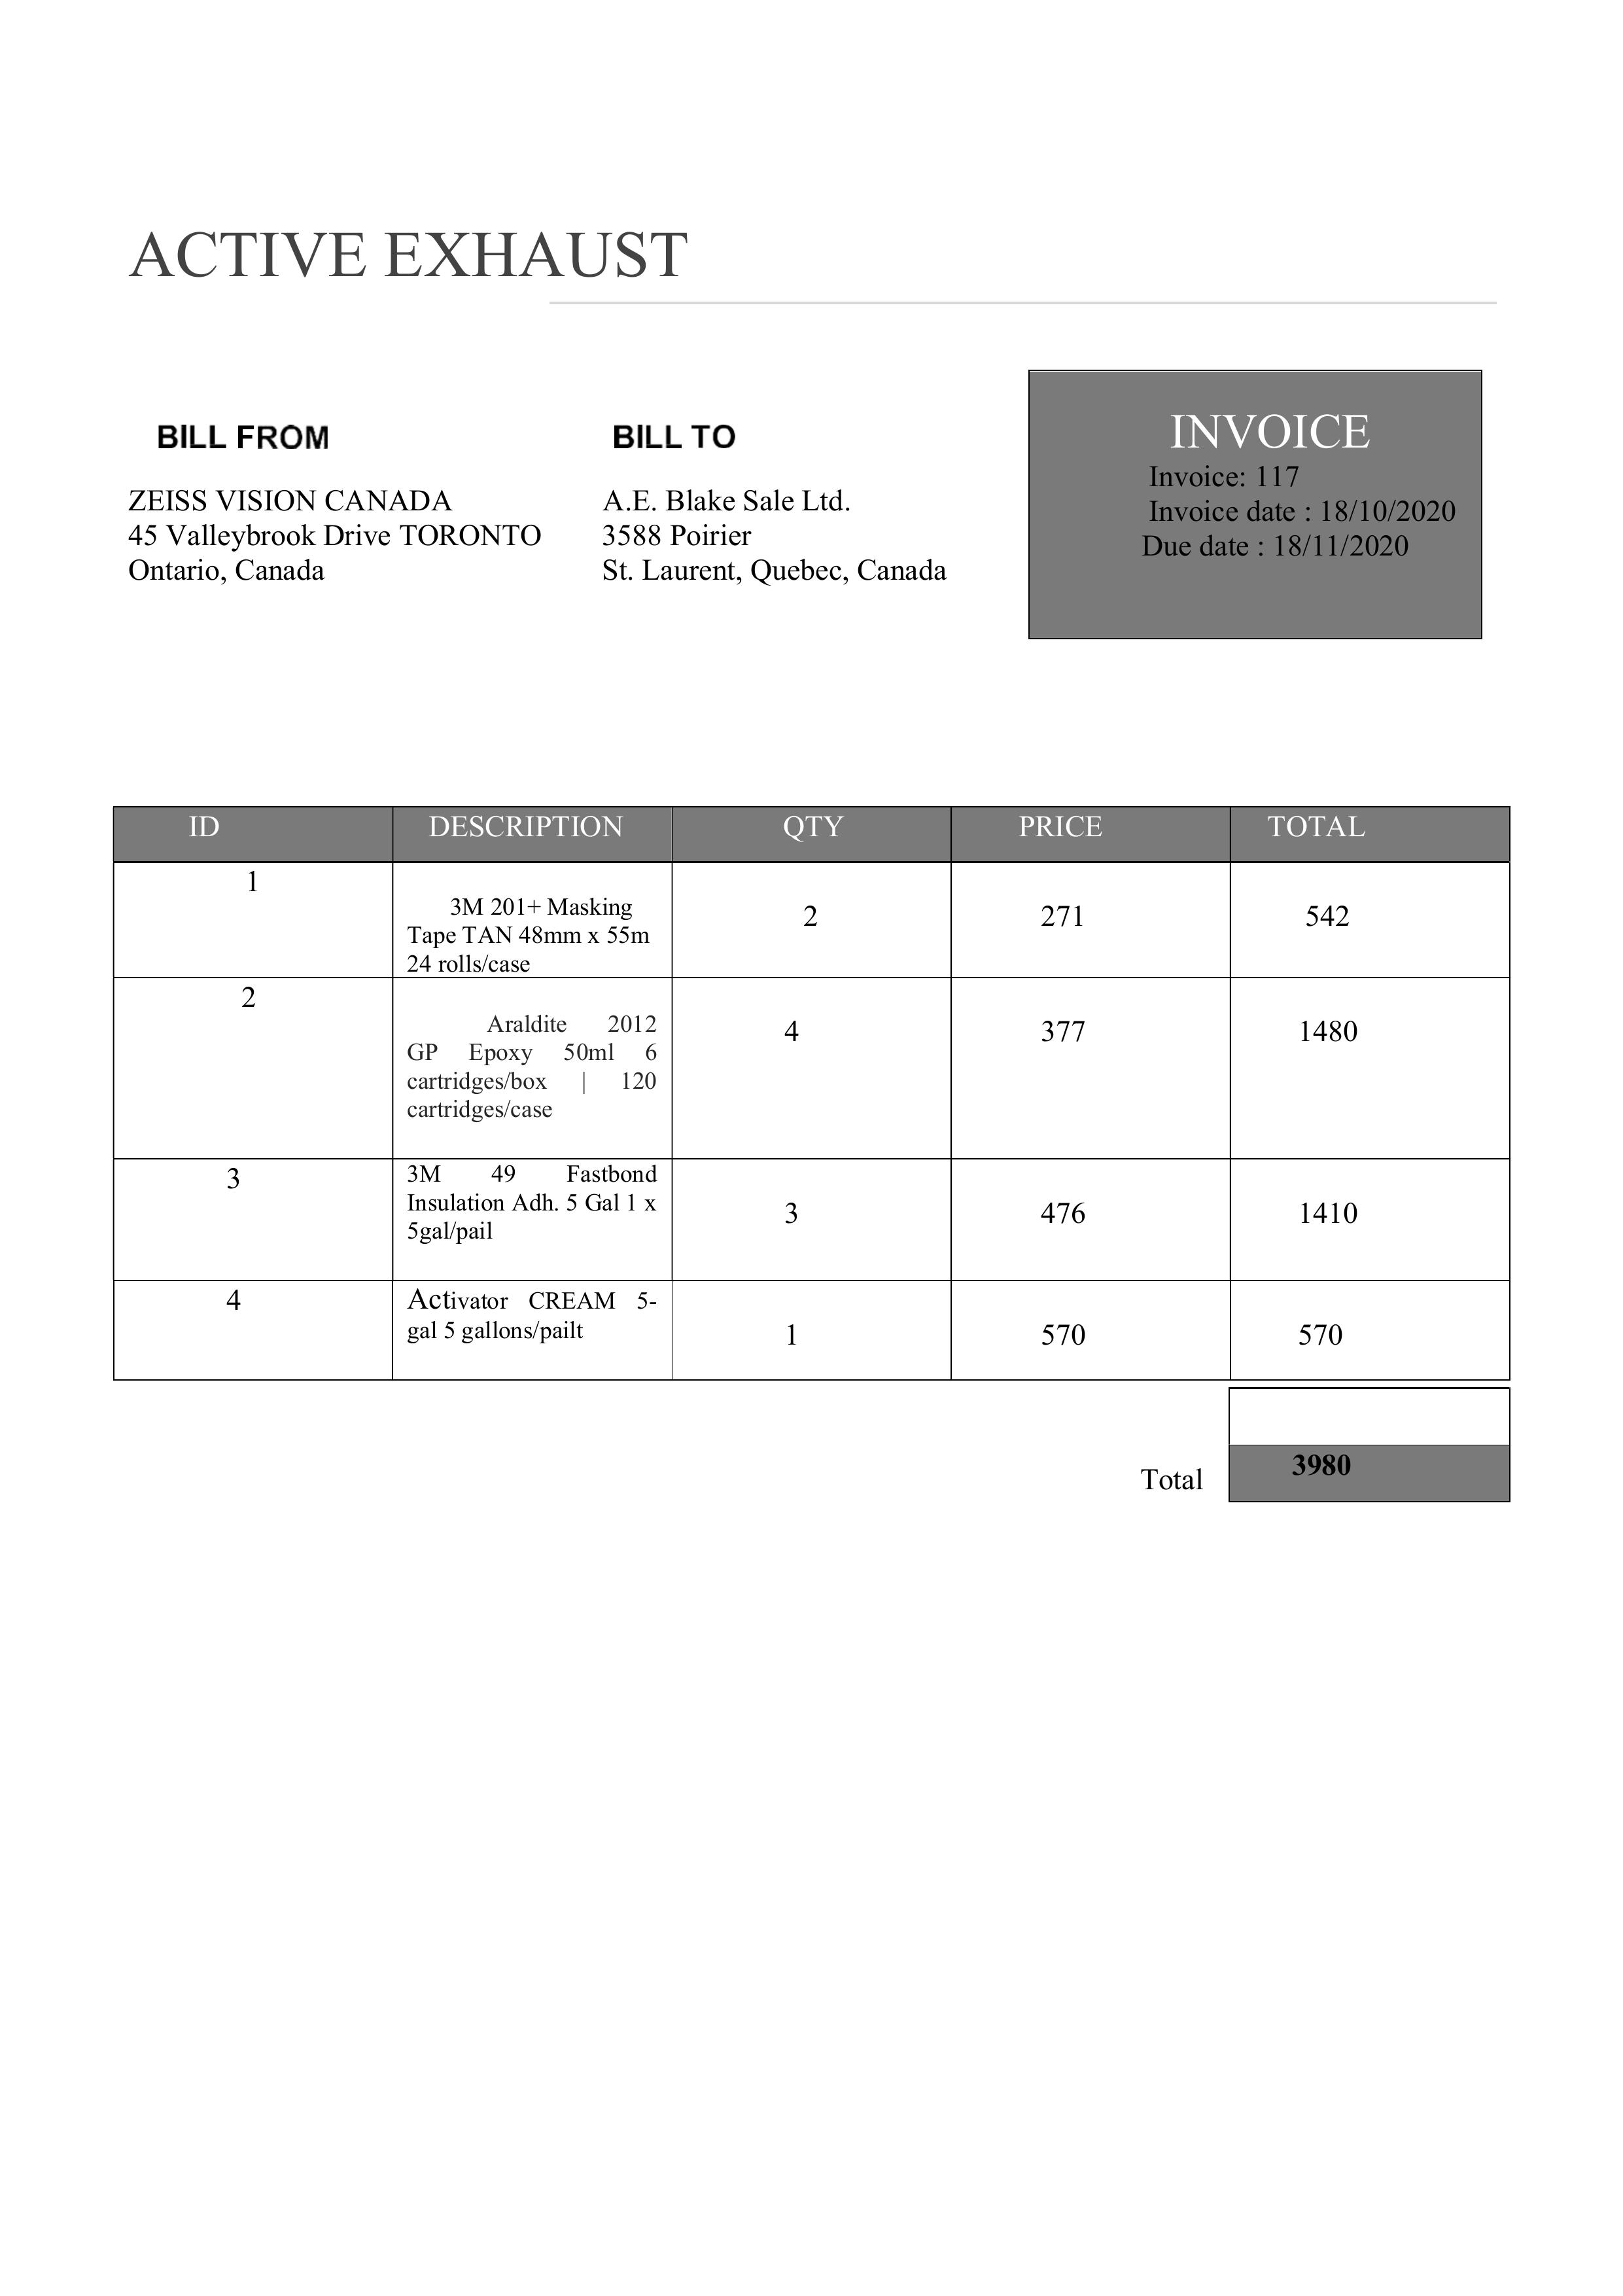 ACTIVE EXHAUST
BILL FROM
ZEISS VISION CANADA
45 Valleybrook Drive TORONTO
Ontario, Canada
BILL TO
A.E. Blake Sale Ltd.
3588 Poirier
St. Laurent, Quebec, Canada
INVOICE
Invoice: 117
Invoice date : 18/10/2020
Due date : 18/11/2020
ID DESCRIPTION QTY PRICE TOTAL
1
3M 201+ Masking
Tape TAN 48mm x 55m
24 rolls/case
2 271 542
2
Araldite 2012
GP Epoxy 50ml 6
cartridges/box | 120
cartridges/case
4 377 1480
3
3M 49 Fastbond
Insulation Adh. 5 Gal 1 x
5gal/pail
3 476 1410
4
Activator CREAM 5-
gal 5 gallons/pailt
1 570 570
Total 3980